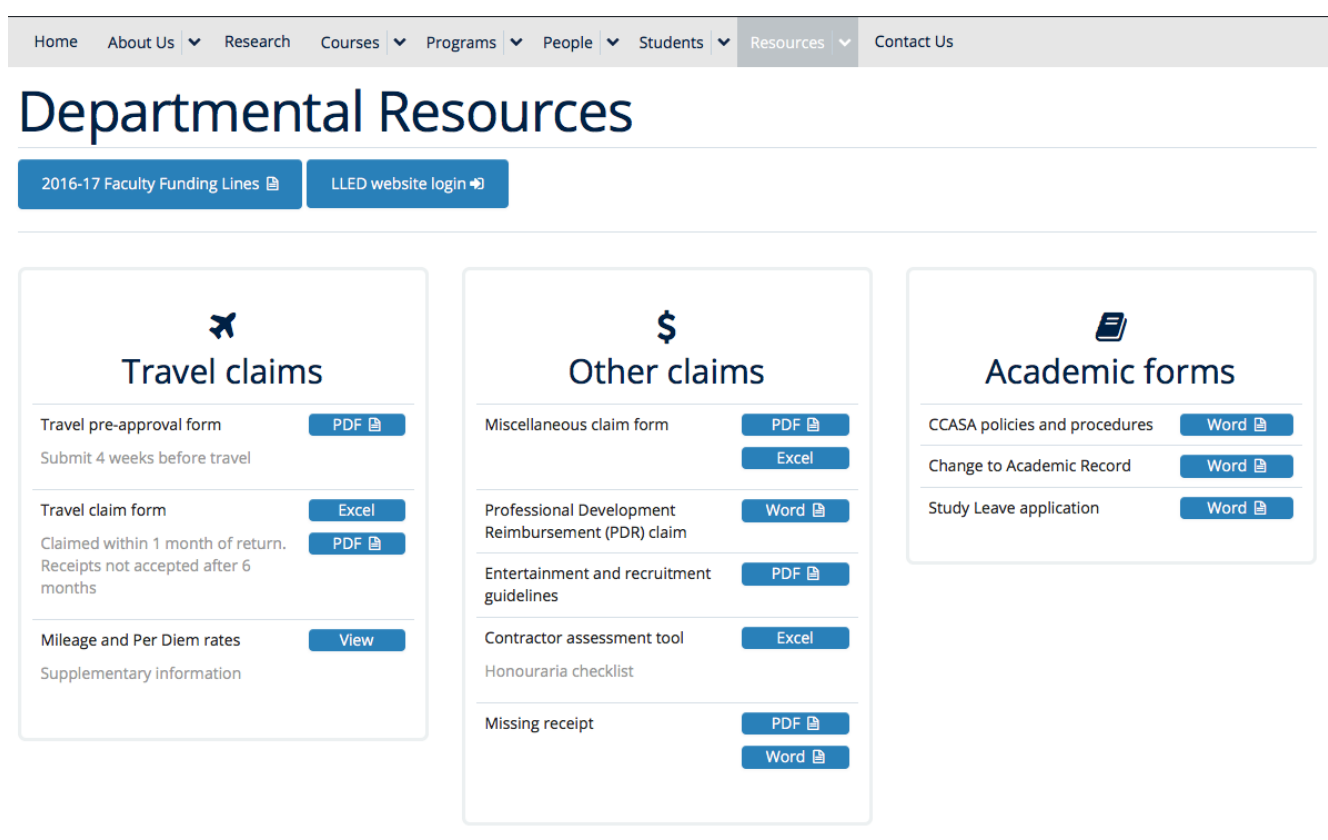 Home About Us Research Courses Programs People Students Resources Contact Us
Departmental Resources
2016-17 Faculty Funding Lines LLED website login
Travel claims
Travel pre-approval form PDF
Submit 4 weeks before travel
Travel claim form Excel
Claimed within 1 month of return. PDF
Receipts not accepted after 6
months
Mileage and Per Diem rates View
Supplementary information
$
Other claims
Miscellaneous claim form PDF
Excel
Professional Development Word
Reimbursement (PDR) claim
Entertainment and recruitment PDF
guidelines
Contractor assessment tool Excel
Honouraria checklist
Missing receipt PDF
Word
Academic forms
CCASA policies and procedures Word
Change to Academic Record Word
Study Leave application Word